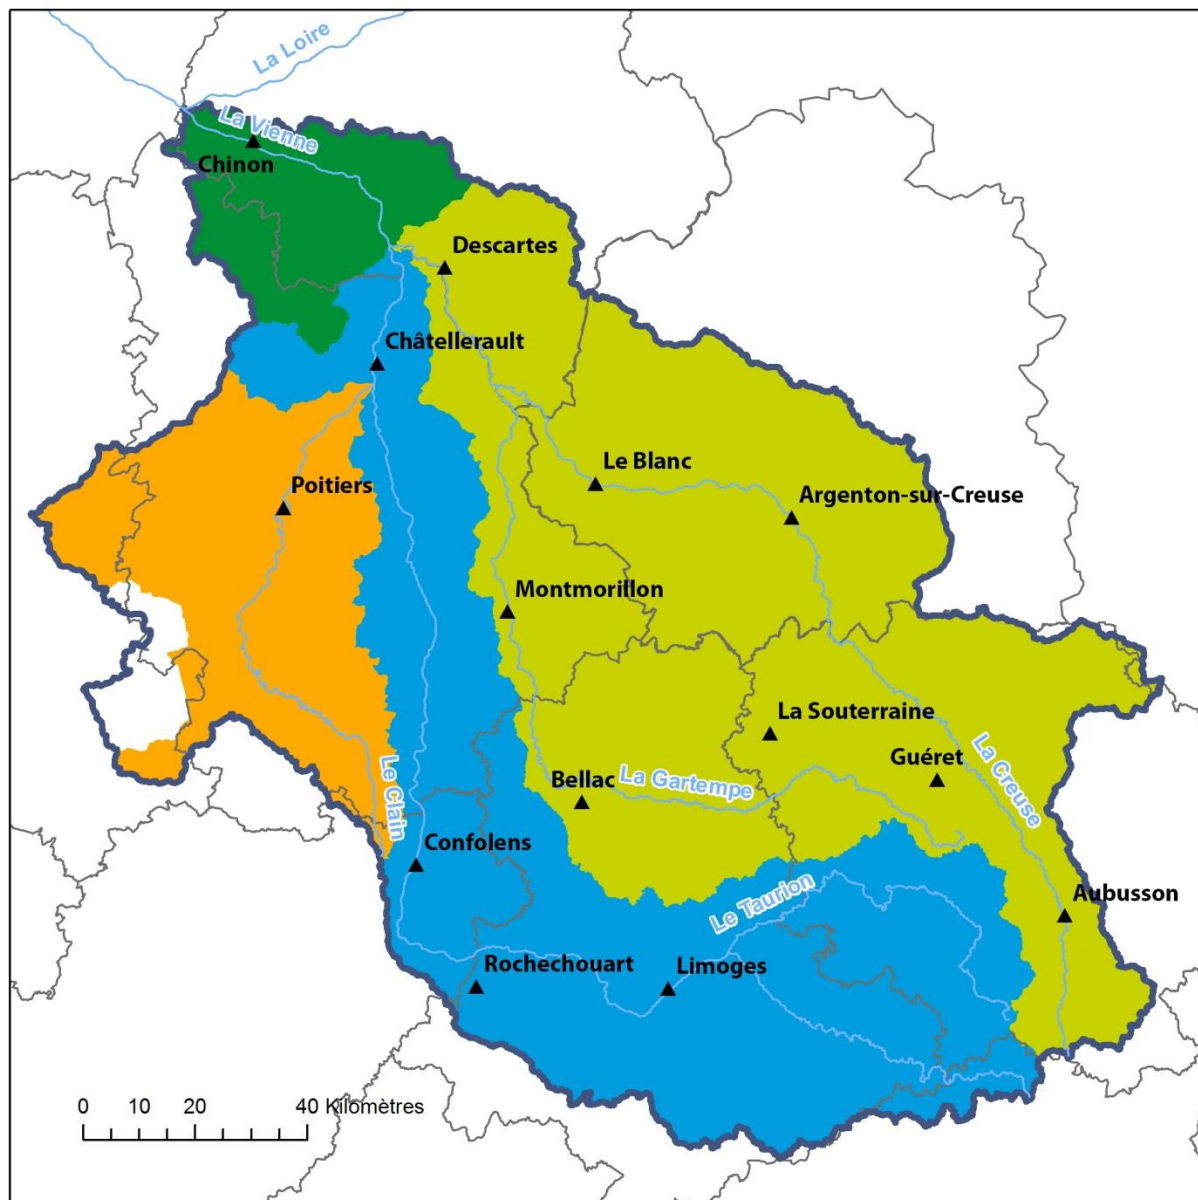 La Loire
La Vienne
Chinon
Descartes
Châtellerault
Le Blanc
Poitiers
Argenton-sur-Creuse
Montmorillon
La Souterraine
Guéret
La Creuse
Bellac
La Gartempe
Le Clain
Confolens
Le Taurion
Aubusson
Rochechouart
Limoges
0 10 20 40 Kilomètres